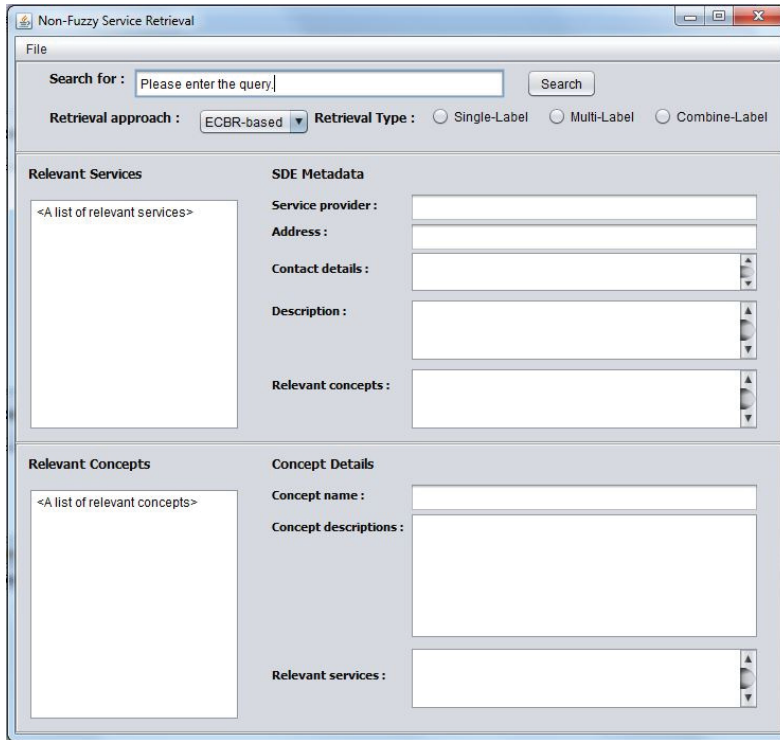 Non-Fuzzy Service Retrieval
File
Search for : Please enter the query. Search
Retrieval approach : ECBR-based Retrieval Type : Single-Label Multi-Label Combine-Label
Relevant Services
<A list of relevant services>
SDE Metadata
Service provider :
Address :
Contact details :
Description :
Relevant concepts :
Relevant Concepts
<A list of relevant concepts>
Concept Details
Concept name :
Concept descriptions :
Relevant services :